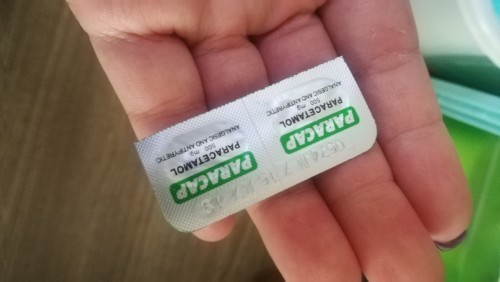 PARACAP
PARACETAMOL
500 mg
ANALGESIC AND ANTIPYRETIC
PARACAP
PARACETAMOL
500 mg
ANALGESIC AND ANTIPYRETIC